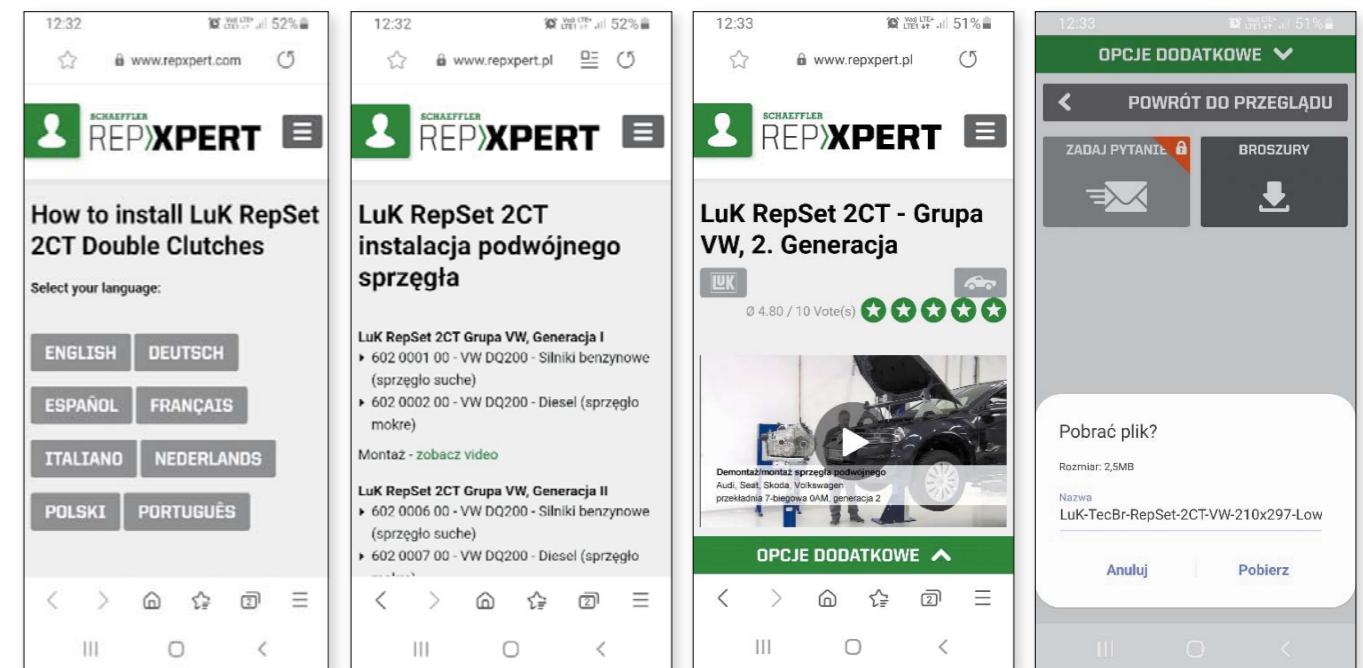 12:32
VoLTE LTE+ LTE1 52%
www.repxpert.com
SCHAEFFLER
REPXPERT
How to install LuK RepSet
2CT Double Clutches
Select your language:
ENGLISH DEUTSCH
ESPAÑOL FRANÇAIS
ITALIANO NEDERLANDS
POLSKI PORTUGUÊS
2
12:32
52%
www.repxpert.pl
SCHAEFFLER
REPXPERT
LuK RepSet 2CT
instalacja podwójnego
sprzęgła
LuK RepSet 2CT Grupa VW, Generacja I
602 0001 00 - VW DQ200 - Silniki benzynowe
(sprzęgło suche)
602 0002 00 - VW DQ200 - Diesel (sprzęgło
mokre)
Montaż - zobacz video
LuK RepSet 2CT Grupa VW, Generacja II
602 0006 00 - VW DQ200 - Silniki benzynowe
(sprzęgło suche)
602 0007 00 - VW DQ200 - Diesel (sprzęgło
2
12:33
51%
www.repxpert.pl
SCHAEFFLER
REPXPERT
LuK RepSet 2CT - Grupa
VW, 2. Generacja
LUK
Ø 4.80 / 10 Vote(s)
Demontaż/montaż sprzęgła podwójnego
Audi, Seat, Skoda, Volkswagen
przekładnia 7-biegowa 0AM, generacja 2
OPCJE DODATKOWE
2
12:33
51%
OPCJE DODATKOWE
POWRÓT DO PRZEGLĄDU
ZADAJ PYTANIE BROSZURY
Pobrać plik?
Rozmiar: 2,5MB
Nazwa
LuK-TecBr-RepSet-2CT-VW-210x297-Low
Anuluj Pobierz